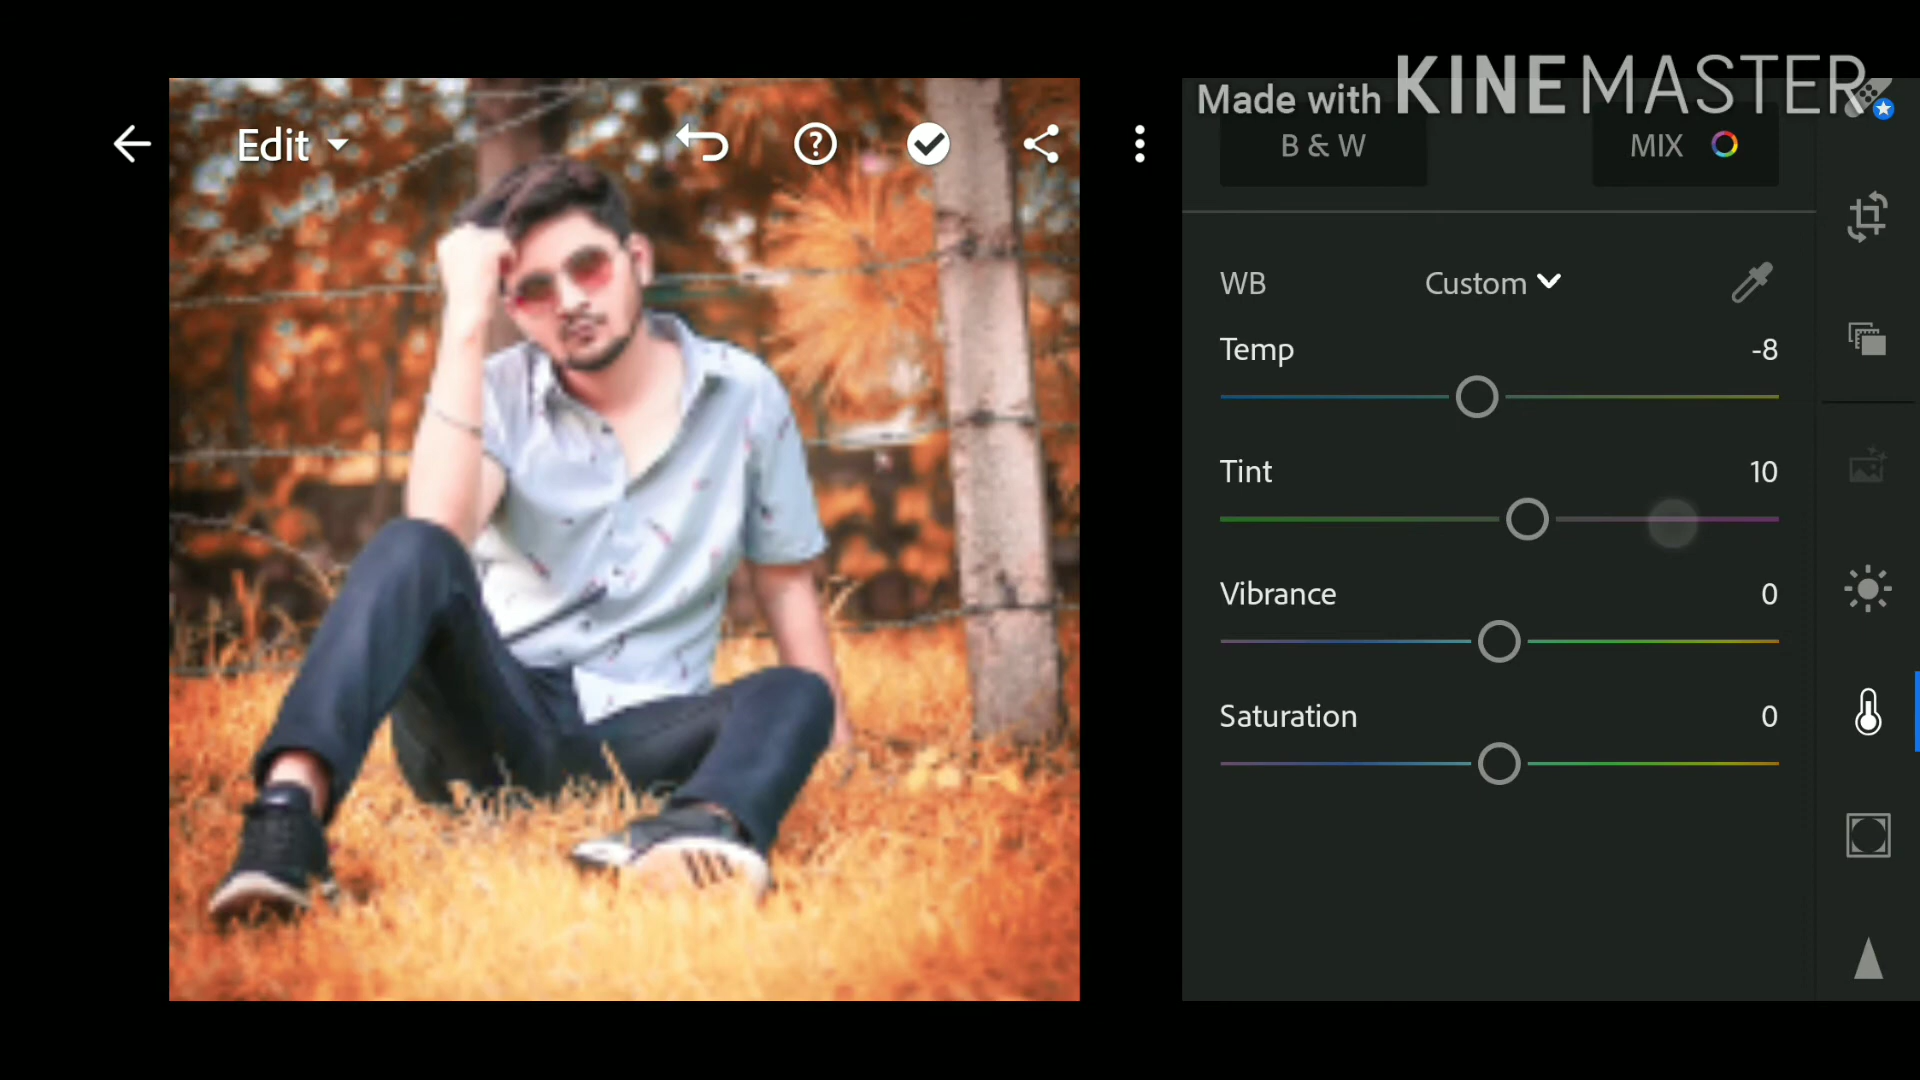 Made with KINEMASTER
Edit
B & W
MIX
WB
Custom
Temp
-8
Tint
10
Vibrance
0
Saturation
0